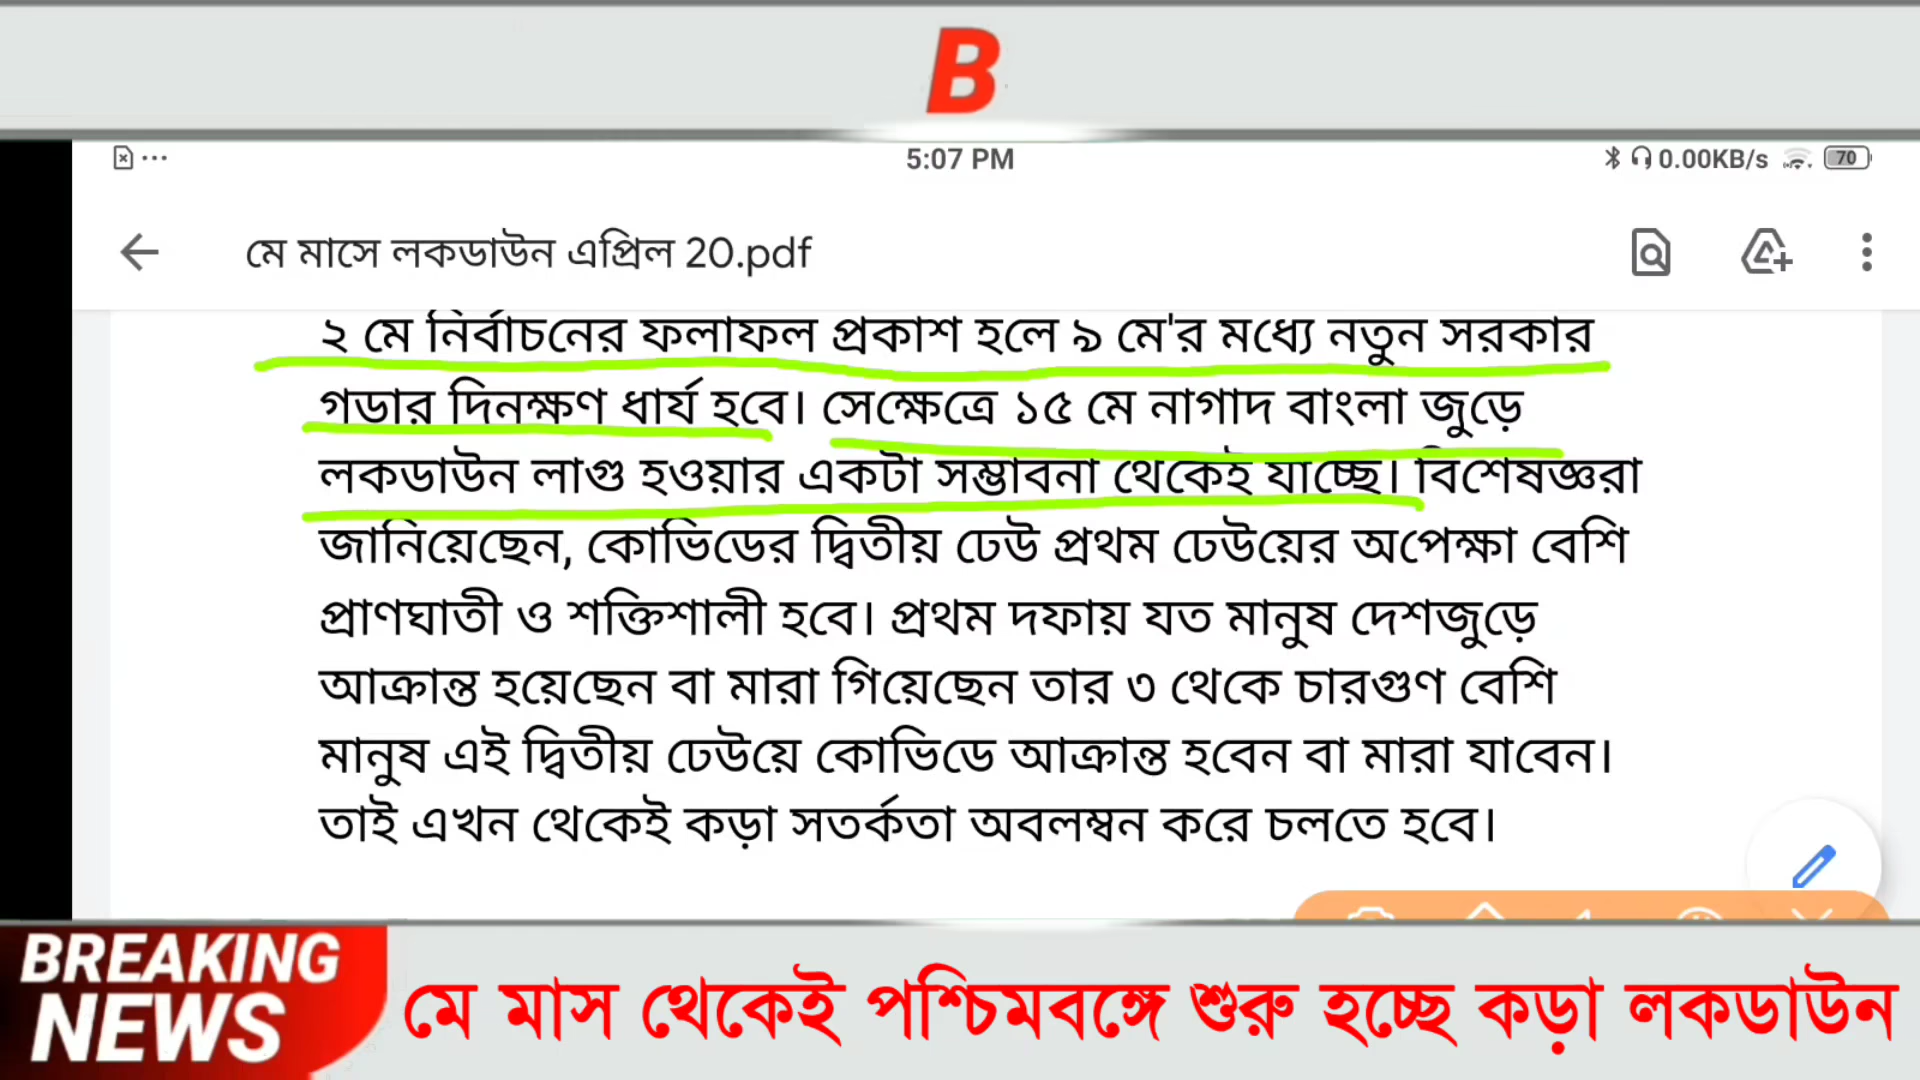 B
5:07 PM
0.00KB/s
70
মে মাসে লকডাউন এপ্রিল 20.pdf
২ মে নির্বাচনের ফলাফল প্রকাশ হলে ৯ মে'র মধ্যে নতুন সরকার
গডার দিনক্ষণ ধার্য হবে। সেক্ষেত্রে ১৫ মে নাগাদ বাংলা জুড়ে
লকডাউন লাগু হওয়ার একটা সম্ভাবনা থেকেই যাচ্ছে। বিশেষজ্ঞরা
জানিয়েছেন, কোভিডের দ্বিতীয় ঢেউ প্রথম ঢেউয়ের অপেক্ষা বেশি
প্রাণঘাতী ও শক্তিশালী হবে। প্রথম দফায় যত মানুষ দেশজুড়ে
আক্রান্ত হয়েছেন বা মারা গিয়েছেন তার ৩ থেকে চারগুণ বেশি
মানুষ এই দ্বিতীয় ঢেউয়ে কোভিডে আক্রান্ত হবেন বা মারা যাবেন।
তাই এখন থেকেই কড়া সতর্কতা অবলম্বন করে চলতে হবে।
BREAKING
NEWS
মে মাস থেকেই পশ্চিমবঙ্গে শুরু হচ্ছে কড়া লকডাউন